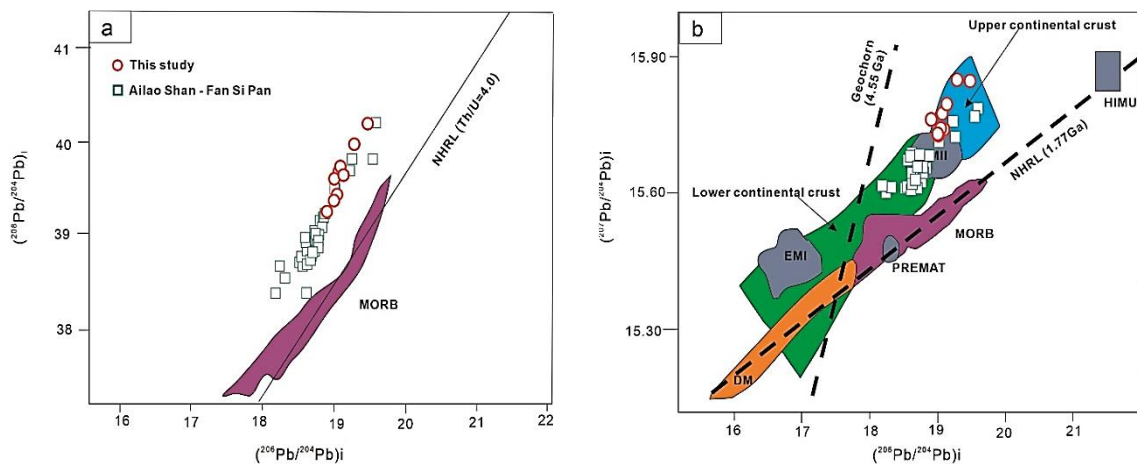 a
41
40
39
38
(²⁰⁸Pb/²⁰⁴Pb)i
This study
Ailao Shan - Fan Si Pan
NHRL (Th/U=4.0)
MORB
16
17
18
19
20
21
22
(²⁰⁶Pb/²⁰⁴Pb)i
b
15.90
15.60
15.30
(²⁰⁷Pb/²⁰⁴Pb)i
Upper continental crust
Geochorn
(4.55 Ga)
HIMU
MII
NHRL (1.77Ga)
Lower continental crust
MORB
EMI
PREMAT
DM
16
17
18
19
20
21
(²⁰⁶Pb/²⁰⁴Pb)i